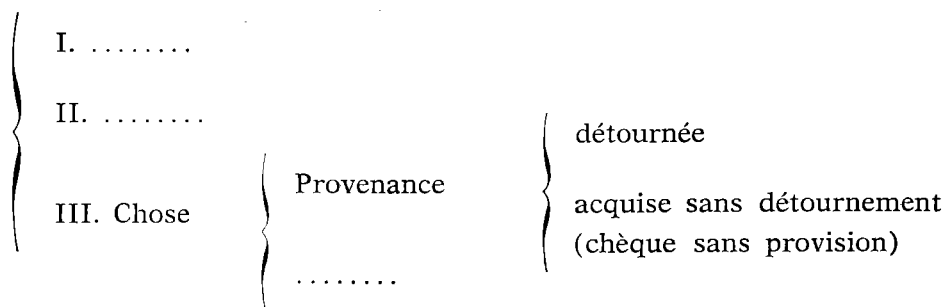 I. ........
II. ........
III. Chose
Provenance
........
détournée
acquise sans détournement
(chèque sans provision)